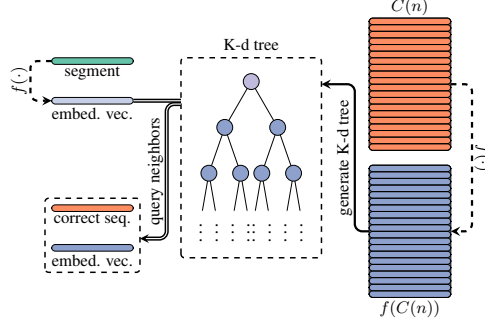 C(n)
K-d tree
f(·)
segment
embed. vec.
query neighbors
generate K-d tree
f(·)
correct seq.
embed. vec.
f(C(n))